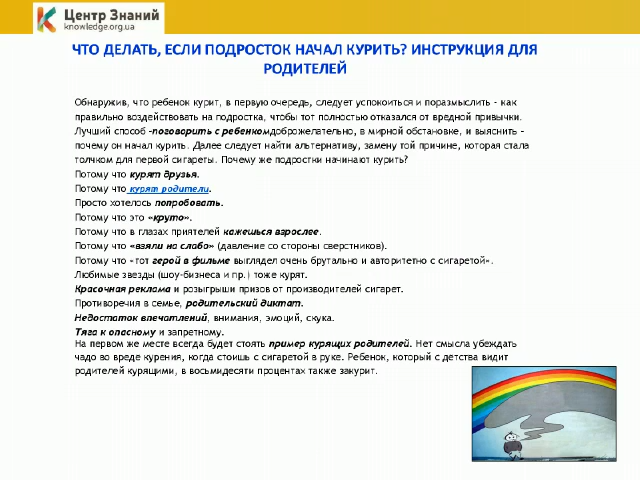 Центр Знаний
knowledge.org.ua
ЧТО ДЕЛАТЬ, ЕСЛИ ПОДРОСТОК НАЧАЛ КУРИТЬ? ИНСТРУКЦИЯ ДЛЯ
РОДИТЕЛЕЙ
Обнаружив, что ребенок курит, в первую очередь, следует успокоиться и поразмыслить - как
правильно воздействовать на подростка, чтобы тот полностью отказался от вредной привычки.
Лучший способ -поговорить с ребенкомдоброжелательно, в мирной обстановке, и выяснить –
почему он начал курить. Далее следует найти альтернативу, замену той причине, которая стала
толчком для первой сигареты. Почему же подростки начинают курить?
Потому что курят друзья.
Потому что курят родители.
Просто хотелось попробовать.
Потому что это «круто».
Потому что в глазах приятелей кажешься взрослее.
Потому что «взяли на слабо» (давление со стороны сверстников).
Потому что «тот герой в фильме выглядел очень брутально и авторитетно с сигаретой».
Любимые звезды (шоу-бизнеса и пр.) тоже курят.
Красочная реклама и розыгрыши призов от производителей сигарет.
Противоречия в семье, родительский диктат.
Недостаток впечатлений, внимания, эмоций, скука.
Тяга к опасному и запретному.
На первом же месте всегда будет стоять пример курящих родителей. Нет смысла убеждать
чадо во вреде курения, когда стоишь с сигаретой в руке. Ребенок, который с детства видит
родителей курящими, в восьмидесяти процентах также закурит.